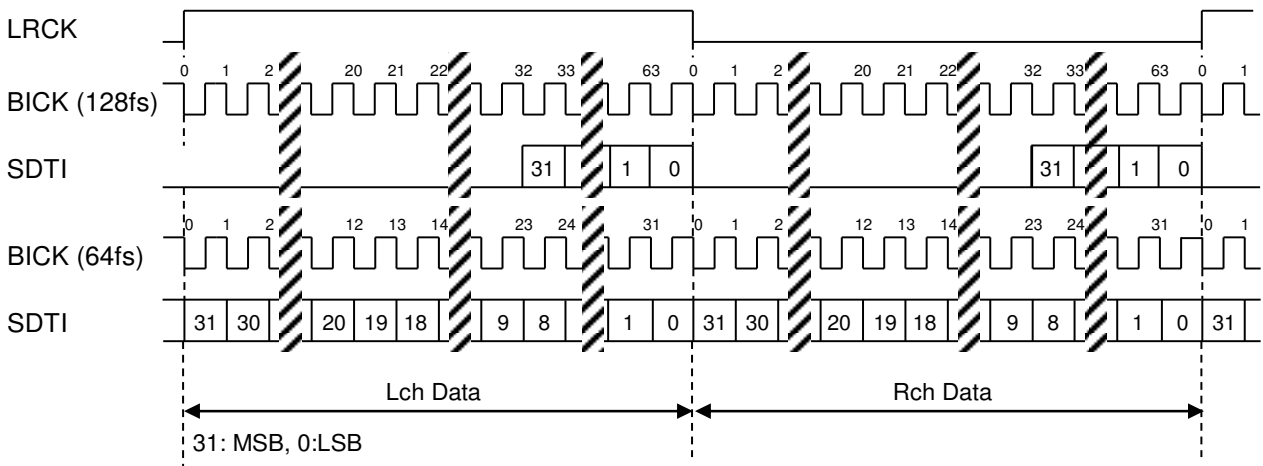 LRCK
0 1 2 20 21 22 32 33 63 0 1 2 20 21 22 32 33 63 0 1
BICK (128fs)
SDTI 31 1 0 31 1 0
0 1 2 12 13 14 23 24 31 0 1 2 12 13 14 23 24 31 0 1
BICK (64fs)
SDTI 31 30 20 19 18 9 8 1 0 31 30 20 19 18 9 8 1 0 31
Lch Data Rch Data
31: MSB, 0:LSB